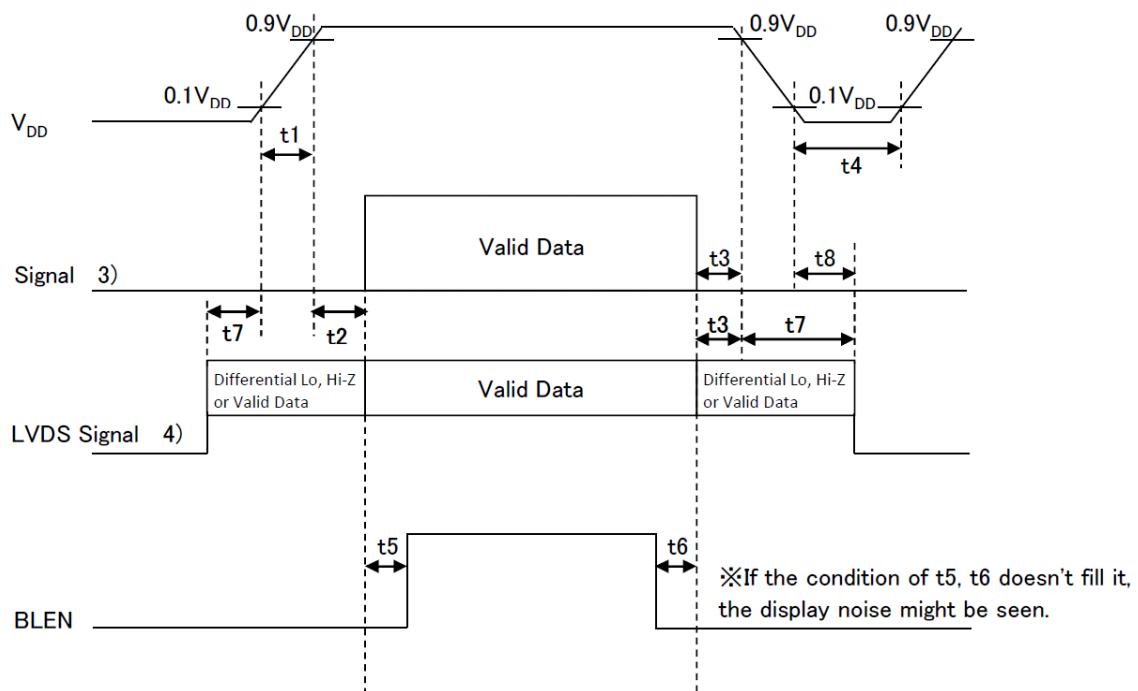 0.9VDD
0.9VDD
0.9VDD
0.1VDD
0.1VDD
VDD
t1
t4
Valid Data
Signal 3)
t3
t8
t7
t2
t3
t7
Differential Lo, Hi-Z
or Valid Data
Valid Data
Differential Lo, Hi-Z
or Valid Data
LVDS Signal 4)
t5
t6
※If the condition of t5, t6 doesn't fill it,
the display noise might be seen.
BLEN